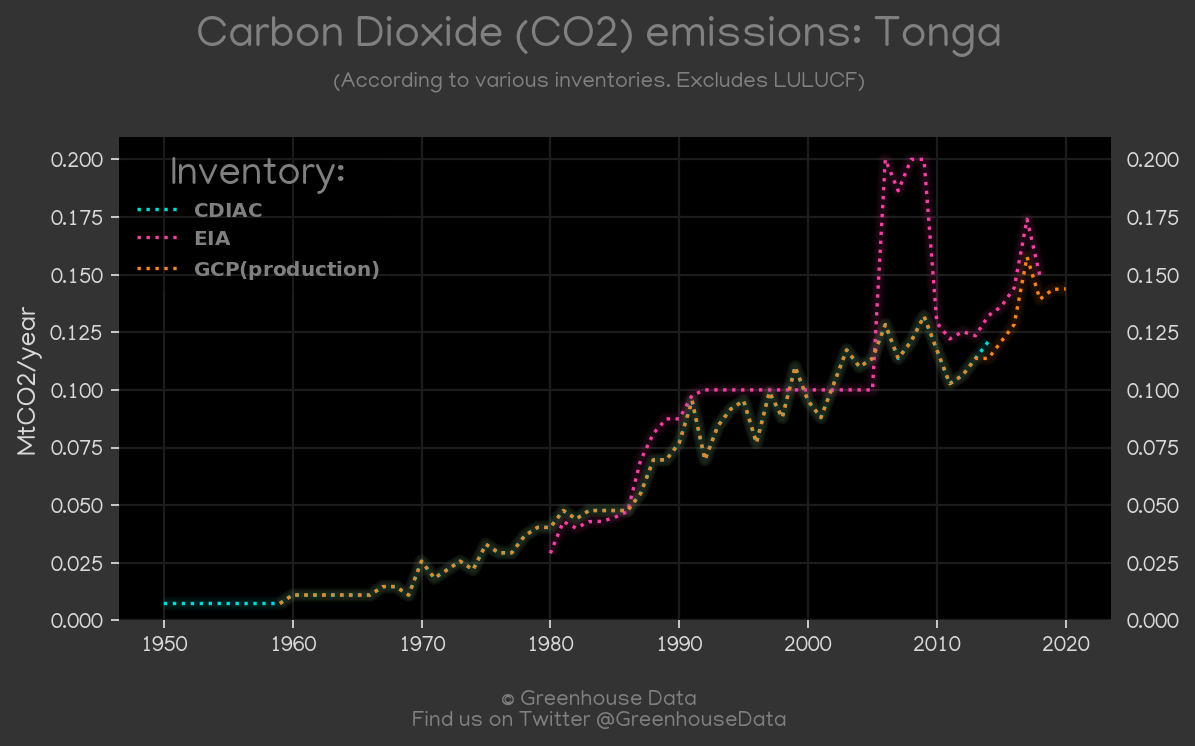 Carbon Dioxide (CO2) emissions: Tonga
(According to various inventories. Excludes LULUCF)
Inventory:
CDIAC
EIA
GCP(production)
MtCO2/year
0.200
0.175
0.150
0.125
0.100
0.075
0.050
0.025
0.000
0.200
0.175
0.150
0.125
0.100
0.075
0.050
0.025
0.000
1950 1960 1970 1980 1990 2000 2010 2020
© Greenhouse Data
Find us on Twitter @GreenhouseData